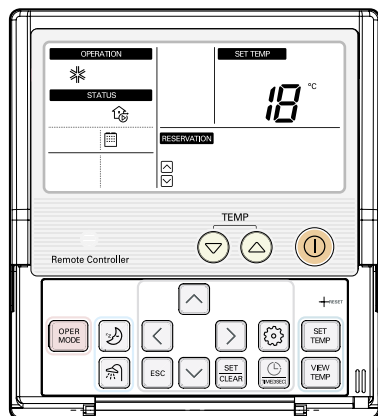 OPERATION
SET TEMP
STATUS
18 °C
RESERVATION
TEMP
Remote Controller
RESET
OPER
MODE
SET
TEMP
ESC
SET
CLEAR
TIME/SEC
VIEW
TEMP